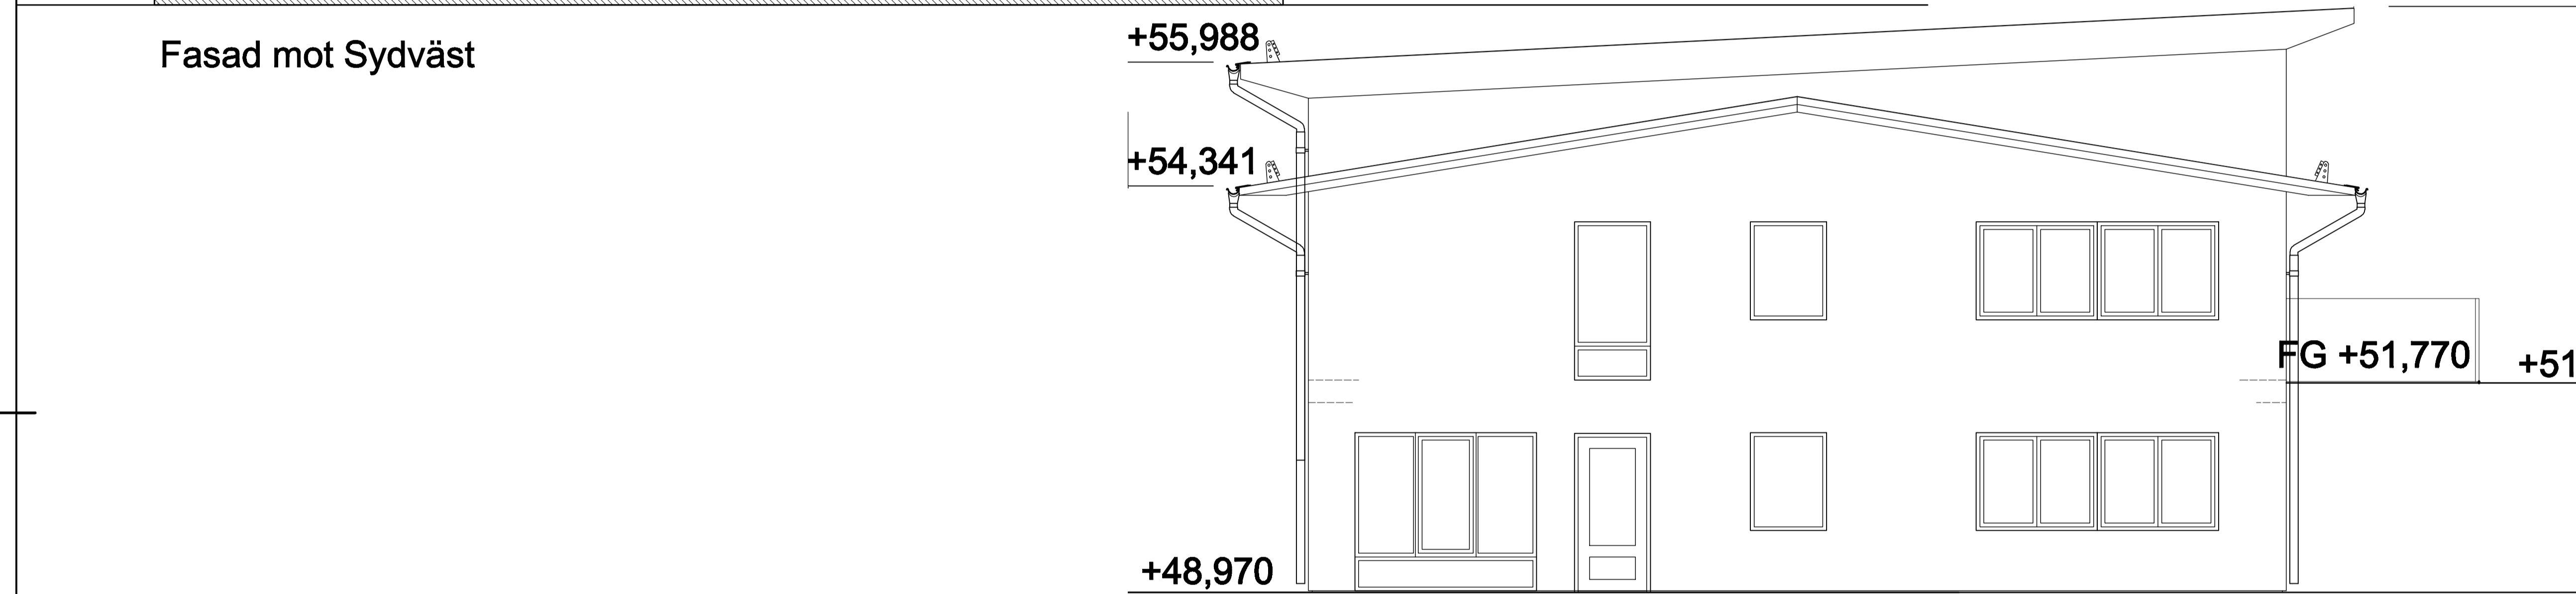 Fasad mot Sydväst
+55,988
+54,341
FG +51,770
+51
+48,970